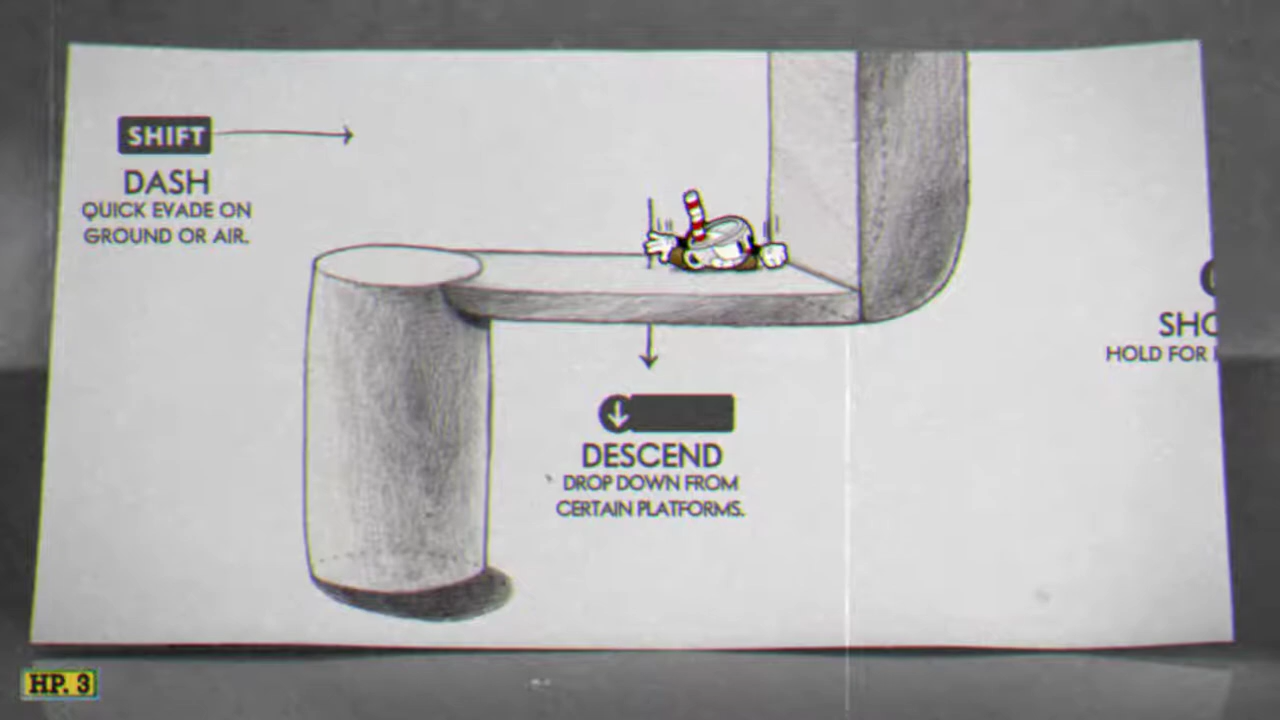 SHIFT
DASH
QUICK EVADE ON
GROUND OR AIR.
SHO
HOLD FOR
DESCEND
DROP DOWN FROM
CERTAIN PLATFORMS.
HP. 3